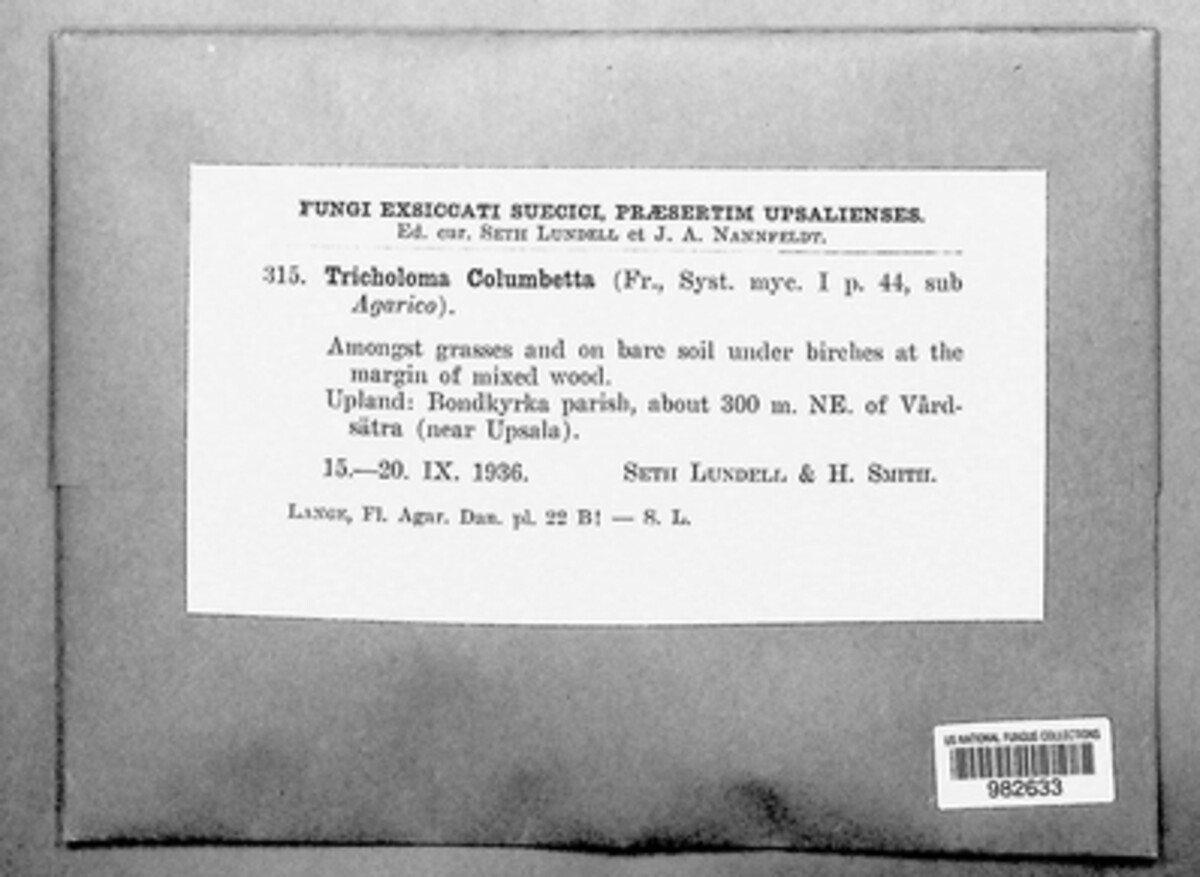 FUNGI EXSICCATI SUECICI, PRÆSERTIM UPSALIENSES.
Ed. cur. SETH LUNDELL et J. A. NANNFELDT.
315. Tricholoma Columbetta (Fr., Syst. myc. I p. 44, sub
Agarico).
Amongst grasses and on bare soil under birches at the
margin of mixed wood.
Upland: Bondkyrka parish, about 300 m. NE. of Vård-
sätra (near Upsala).
15.—20. IX. 1936. SETH LUNDELL & H. SMITH.
LANGE, Fl. Agar. Dan. pl. 22 B! — S. L.
US NATIONAL FUNGUS COLLECTIONS
982633